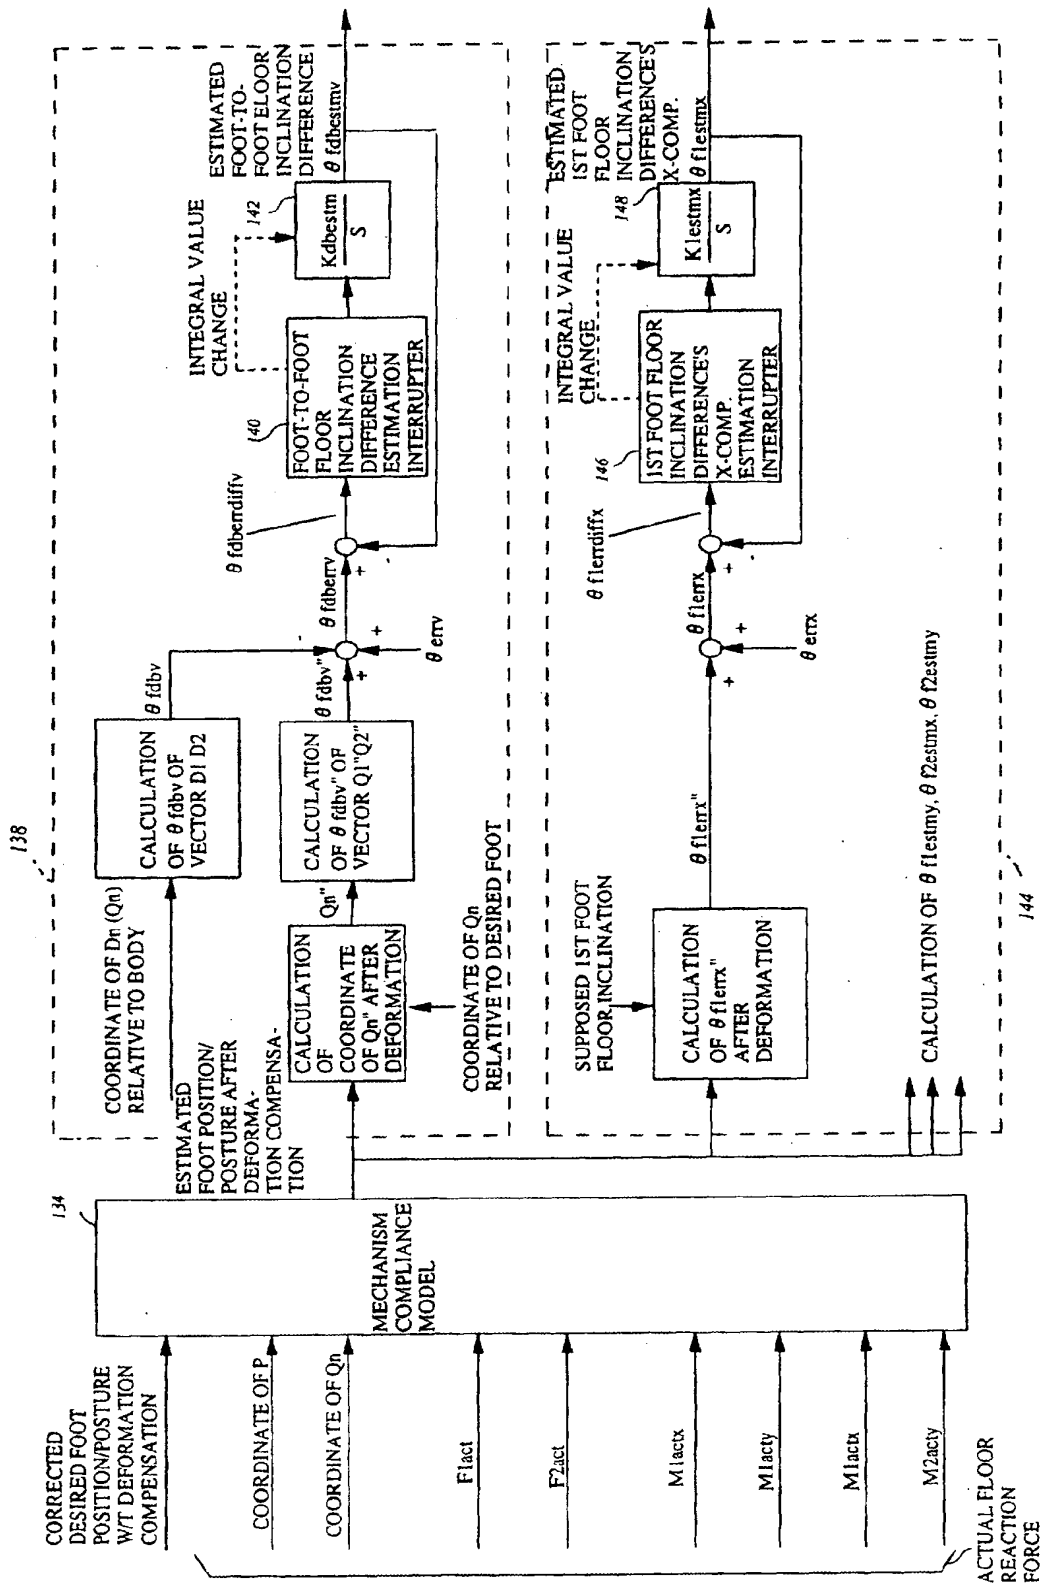 CORRECTED
DESIRED FOOT
POSITION/POSTURE
W/T DEFORMATION
COMPENSATION
COORDINATE OF P
COORDINATE OF Qn
F1act
F2act
M1actx
M1acty
M1actx
M2acty
ACTUAL FLOOR
REACTION
FORCE
134
MECHANISM
COMPLIANCE
MODEL
138
COORDINATE OF Dn (Qn)
RELATIVE TO BODY
ESTIMATED
FOOT POSITION/
POSTURE AFTER
DEFORMA-
TION COMPENSA-
TION
CALCULATION
OF θ fdbv OF
VECTOR D1 D2
θ fdbv
CALCULATION
OF
COORDINATE
OF Qn" AFTER
DEFORMATION
Qn"
COORDINATE OF Qn
RELATIVE TO DESIRED FOOT
CALCULATION
OF θ fdbv" OF
VECTOR Q1"Q2"
θ fdbv"
+
+
θ errv
θ fdberrv
+
θ fdberrdiffv
140
FOOT-TO-FOOT
FLOOR
INCLINATION
DIFFERENCE
ESTIMATION
INTERRUPTER
INTEGRAL VALUE
CHANGE
142
Kdbestm
S
ESTIMATED
FOOT-TO-
FOOT ELOOR
INCLINATION
DIFFERENCE
θ fdbestmv
SUPPOSED 1ST FOOT
FLOOR INCLINATION
CALCULATION
OF θ f1errx"
AFTER
DEFORMATION
θ f1errx"
+
+
θ errx
θ f1errx
+
-
θ f1errdiffx
146
1ST FOOT FLOOR
INCLINATION
DIFFERENCE'S
X-COMP.
ESTIMATION
INTERRUPTER
INTEGRAL VALUE
CHANGE
148
K1estmx
S
ESTIMATED
1ST FOOT
FLOOR
INCLINATION
DIFFERENCE'S
X-COMP.
θ f1estmx
CALCULATION OF θ f1estmy, θ f2estmx, θ f2estmy
144